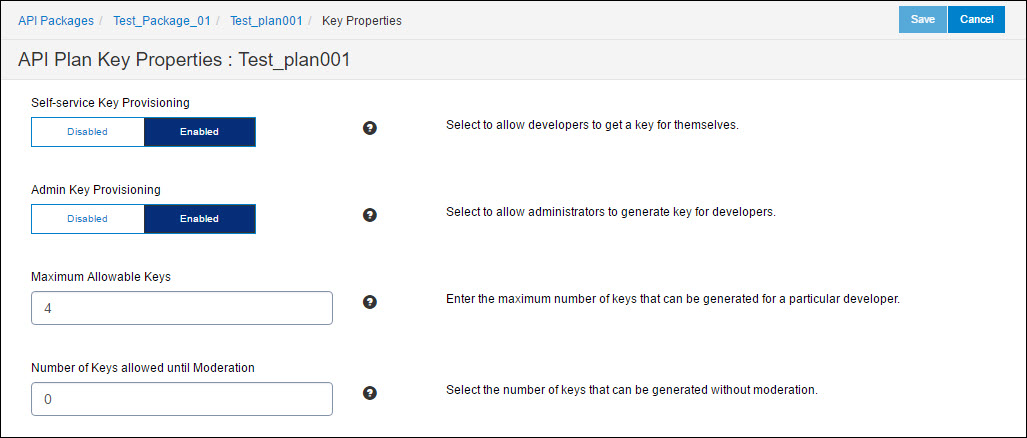 API Packages / Test_Package_01 / Test_plan001 / Key Properties
Save Cancel
API Plan Key Properties : Test_plan001
Self-service Key Provisioning
Disabled Enabled ? Select to allow developers to get a key for themselves.
Admin Key Provisioning
Disabled Enabled ? Select to allow administrators to generate key for developers.
Maximum Allowable Keys
4 ? Enter the maximum number of keys that can be generated for a particular developer.
Number of Keys allowed until Moderation
0 ? Select the number of keys that can be generated without moderation.